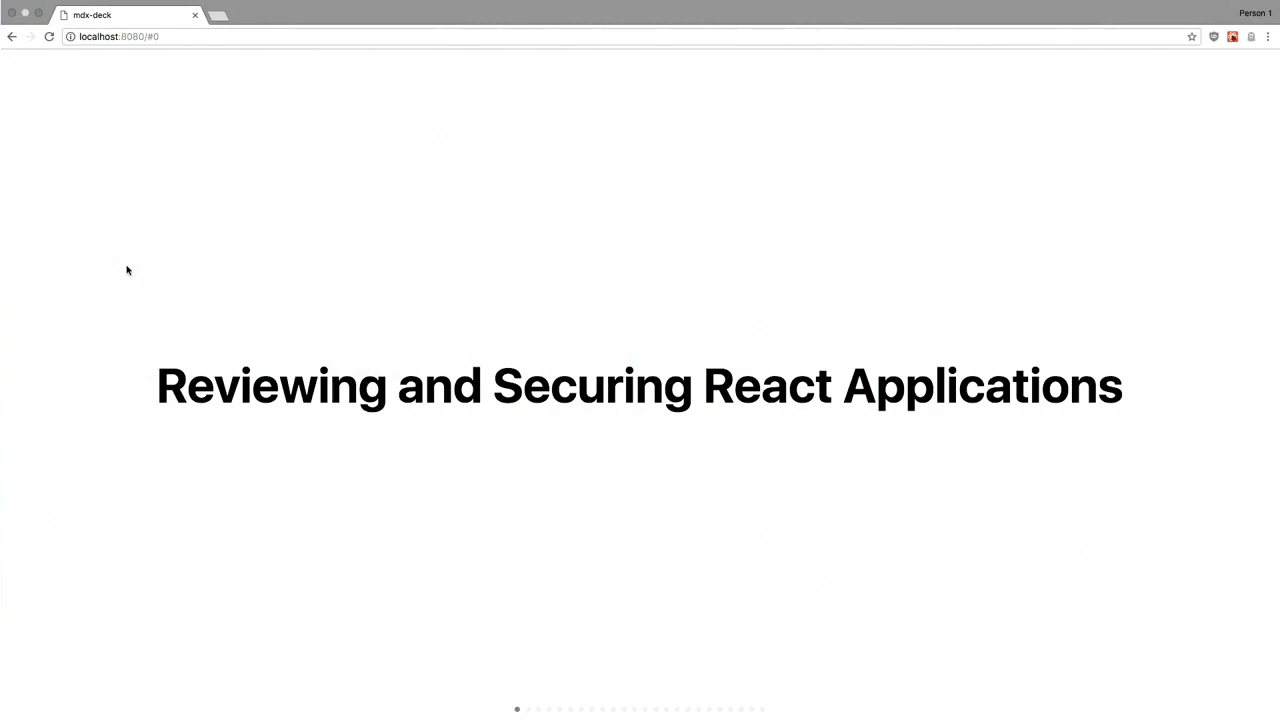 mdx-deck
Person 1
localhost:8080/#0
Reviewing and Securing React Applications